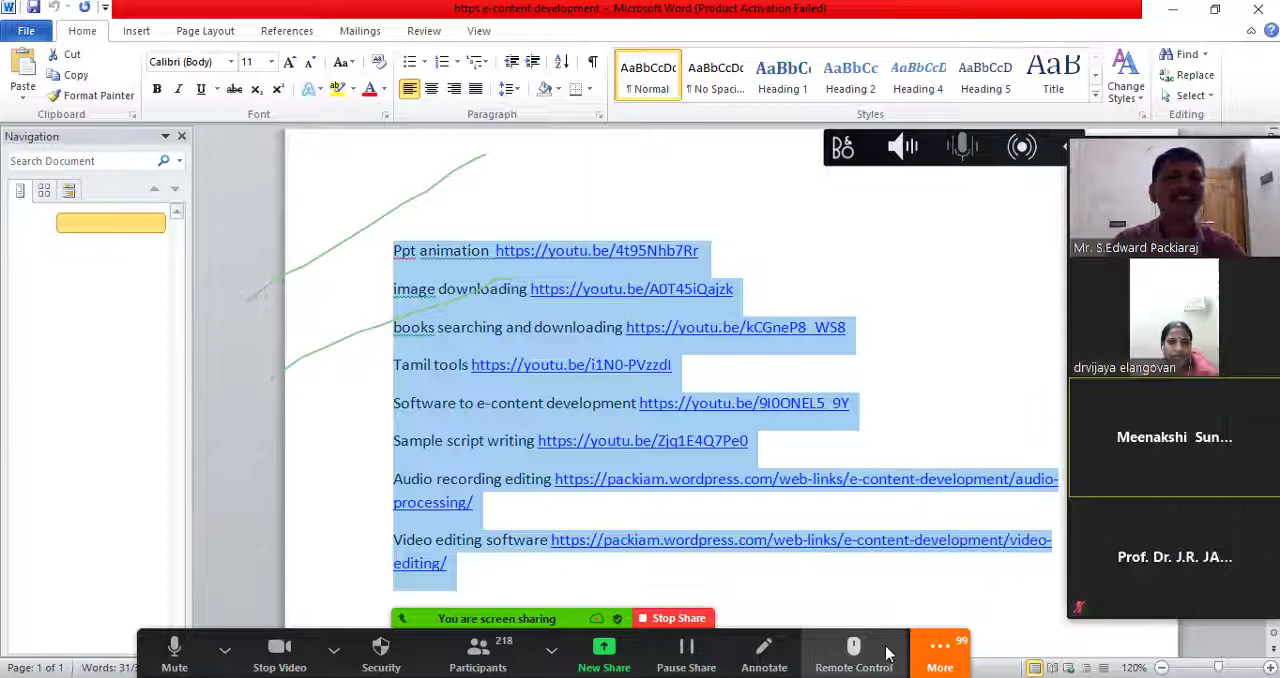 https e-content development - Microsoft Word (Product Activation Failed)
File Home Insert Page Layout References Mailings Review View
Paste
Cut
Copy
Format Painter
Calibri (Body) 11
AaBbCcDc AaBbCcDc AaBbC AaBbCc AaBbCcD AaBbCcDc AaB
¶ Normal ¶ No Spaci... Heading 1 Heading 2 Heading 4 Heading 5 Title
Change Styles
Find
Replace
Select
Clipboard Font Paragraph Styles Editing
Navigation
Search Document
Ppt animation https://youtu.be/4t95Nhb7Rr
image downloading https://youtu.be/A0T45iQajzk
books searching and downloading https://youtu.be/kCGneP8_WS8
Tamil tools https://youtu.be/i1N0-PVzzdI
Software to e-content development https://youtu.be/9I0ONEL5_9Y
Sample script writing https://youtu.be/Zjq1E4Q7Pe0
Audio recording editing https://packiam.wordpress.com/web-links/e-content-development/audio-
processing/
Video editing software https://packiam.wordpress.com/web-links/e-content-development/video-
editing/
Mr. S.Edward Packiaraj
drvijaya elangovan
Meenakshi Sun...
Prof. Dr. J.R. JA...
You are screen sharing Stop Share
Mute Stop Video Security Participants 218 New Share Pause Share Annotate Remote Control More 99
Page: 1 of 1 Words: 31/3 120%